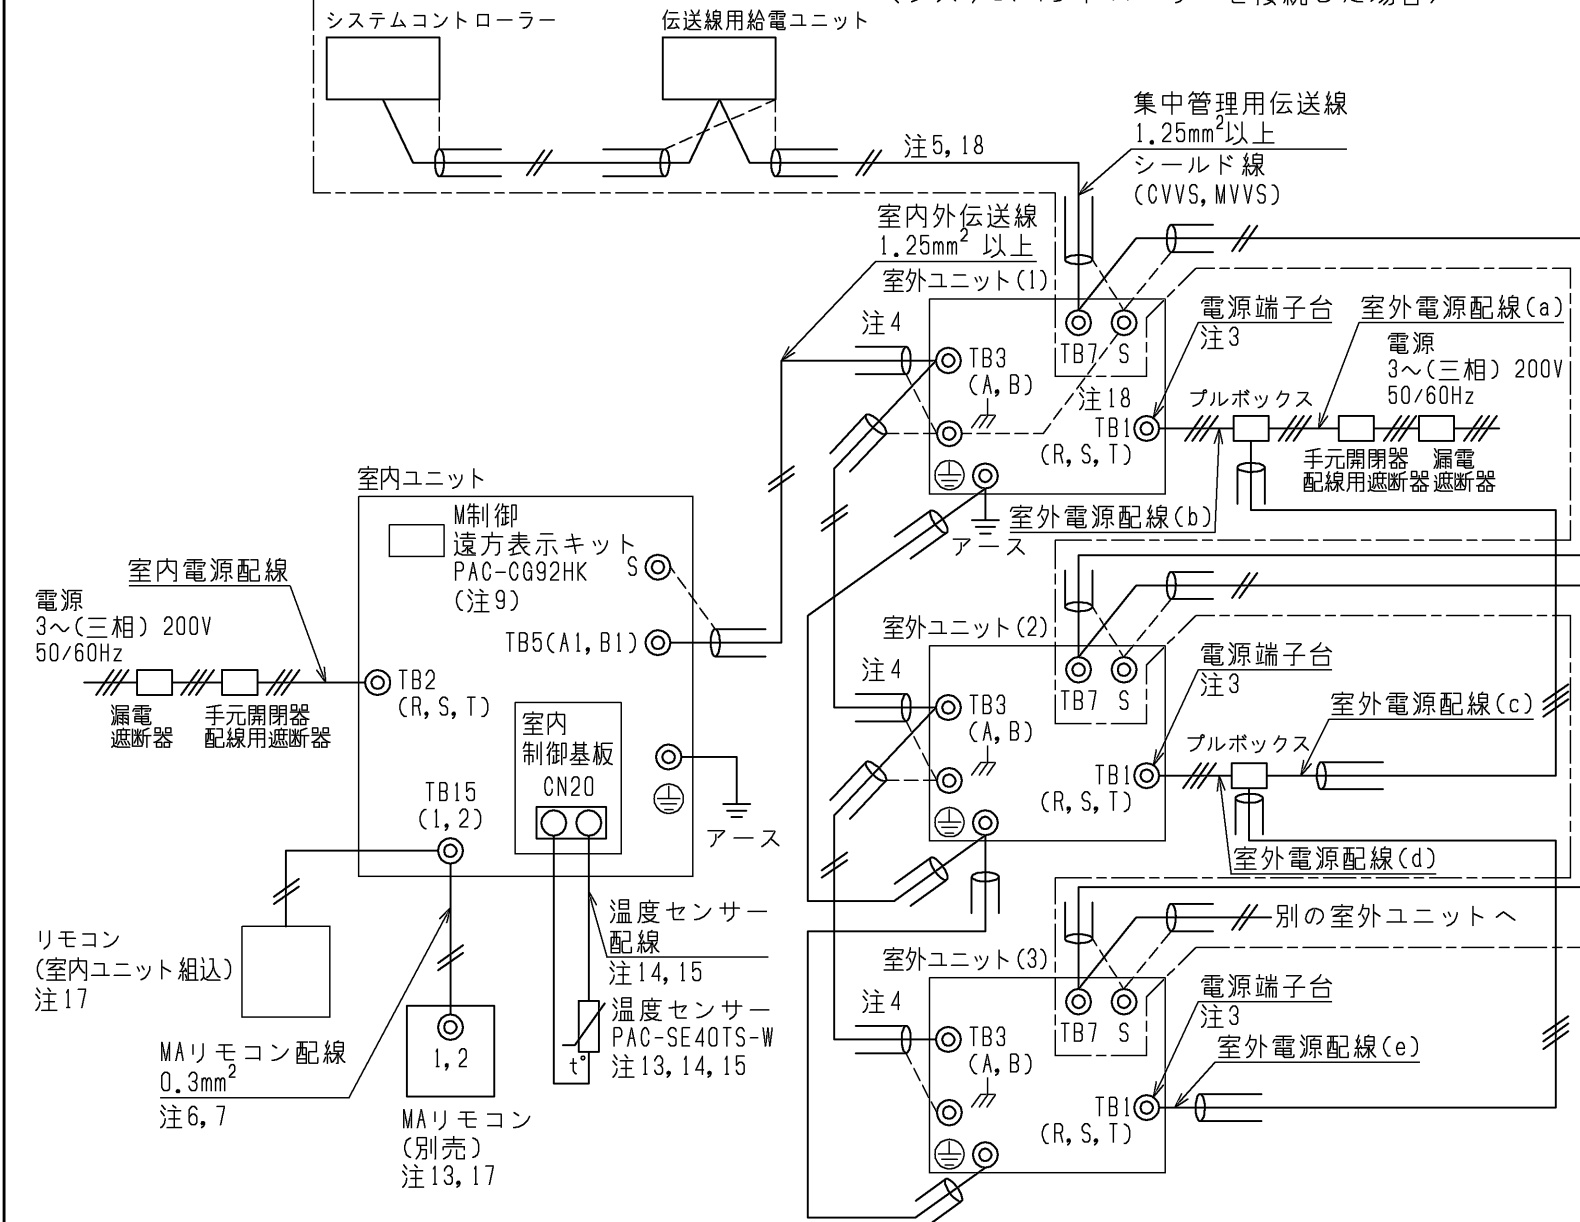 システムコントローラー
伝送線用給電ユニット
集中管理用伝送線
1.25mm²以上
シールド線
(CVVS,MVVS)
注5,18
室内外伝送線
1.25mm² 以上
室外ユニット(1)
注4
TB3
(A,B)
TB7 S
注18
TB1
(R,S,T)
電源端子台
注3
室外電源配線(a)
電源
3~(三相) 200V
50/60Hz
プルボックス
手元開閉器
配線用遮断器
漏電
遮断器
室外電源配線(b)
アース
室内ユニット
M制御
遠方表示キット
PAC-CG92HK
(注9)
S
TB5(A1,B1)
室内電源配線
電源
3~(三相) 200V
50/60Hz
漏電
遮断器
手元開閉器
配線用遮断器
TB2
(R,S,T)
室内
制御基板
CN20
TB15
(1,2)
アース
室外ユニット(2)
注4
TB3
(A,B)
TB7 S
TB1
(R,S,T)
電源端子台
注3
室外電源配線(c)
プルボックス
室外電源配線(d)
リモコン
(室内ユニット組込)
注17
MAリモコン配線
0.3mm²
注6,7
1,2
MAリモコン
(別売)
注13,17
温度センサー
配線
注14,15
温度センサー
PAC-SE40TS-W
注13,14,15
t°
室外ユニット(3)
注4
TB3
(A,B)
TB7 S
別の室外ユニットへ
TB1
(R,S,T)
電源端子台
注3
室外電源配線(e)